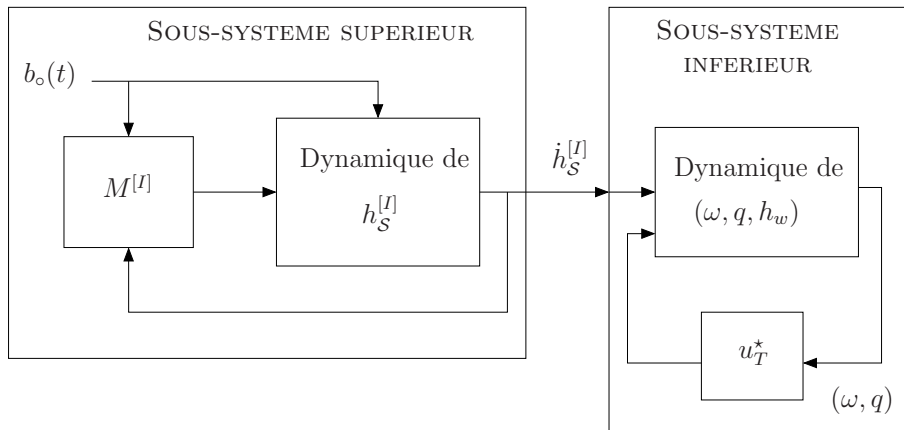 SOUS-SYSTEME SUPERIEUR
b∘(t)
M^{[I]}
Dynamique de
h_𝒮^{[I]}
ḣ_𝒮^{[I]}
SOUS-SYSTEME
INFERIEUR
Dynamique de
(ω, q, h_w)
u_T^⋆
(ω, q)